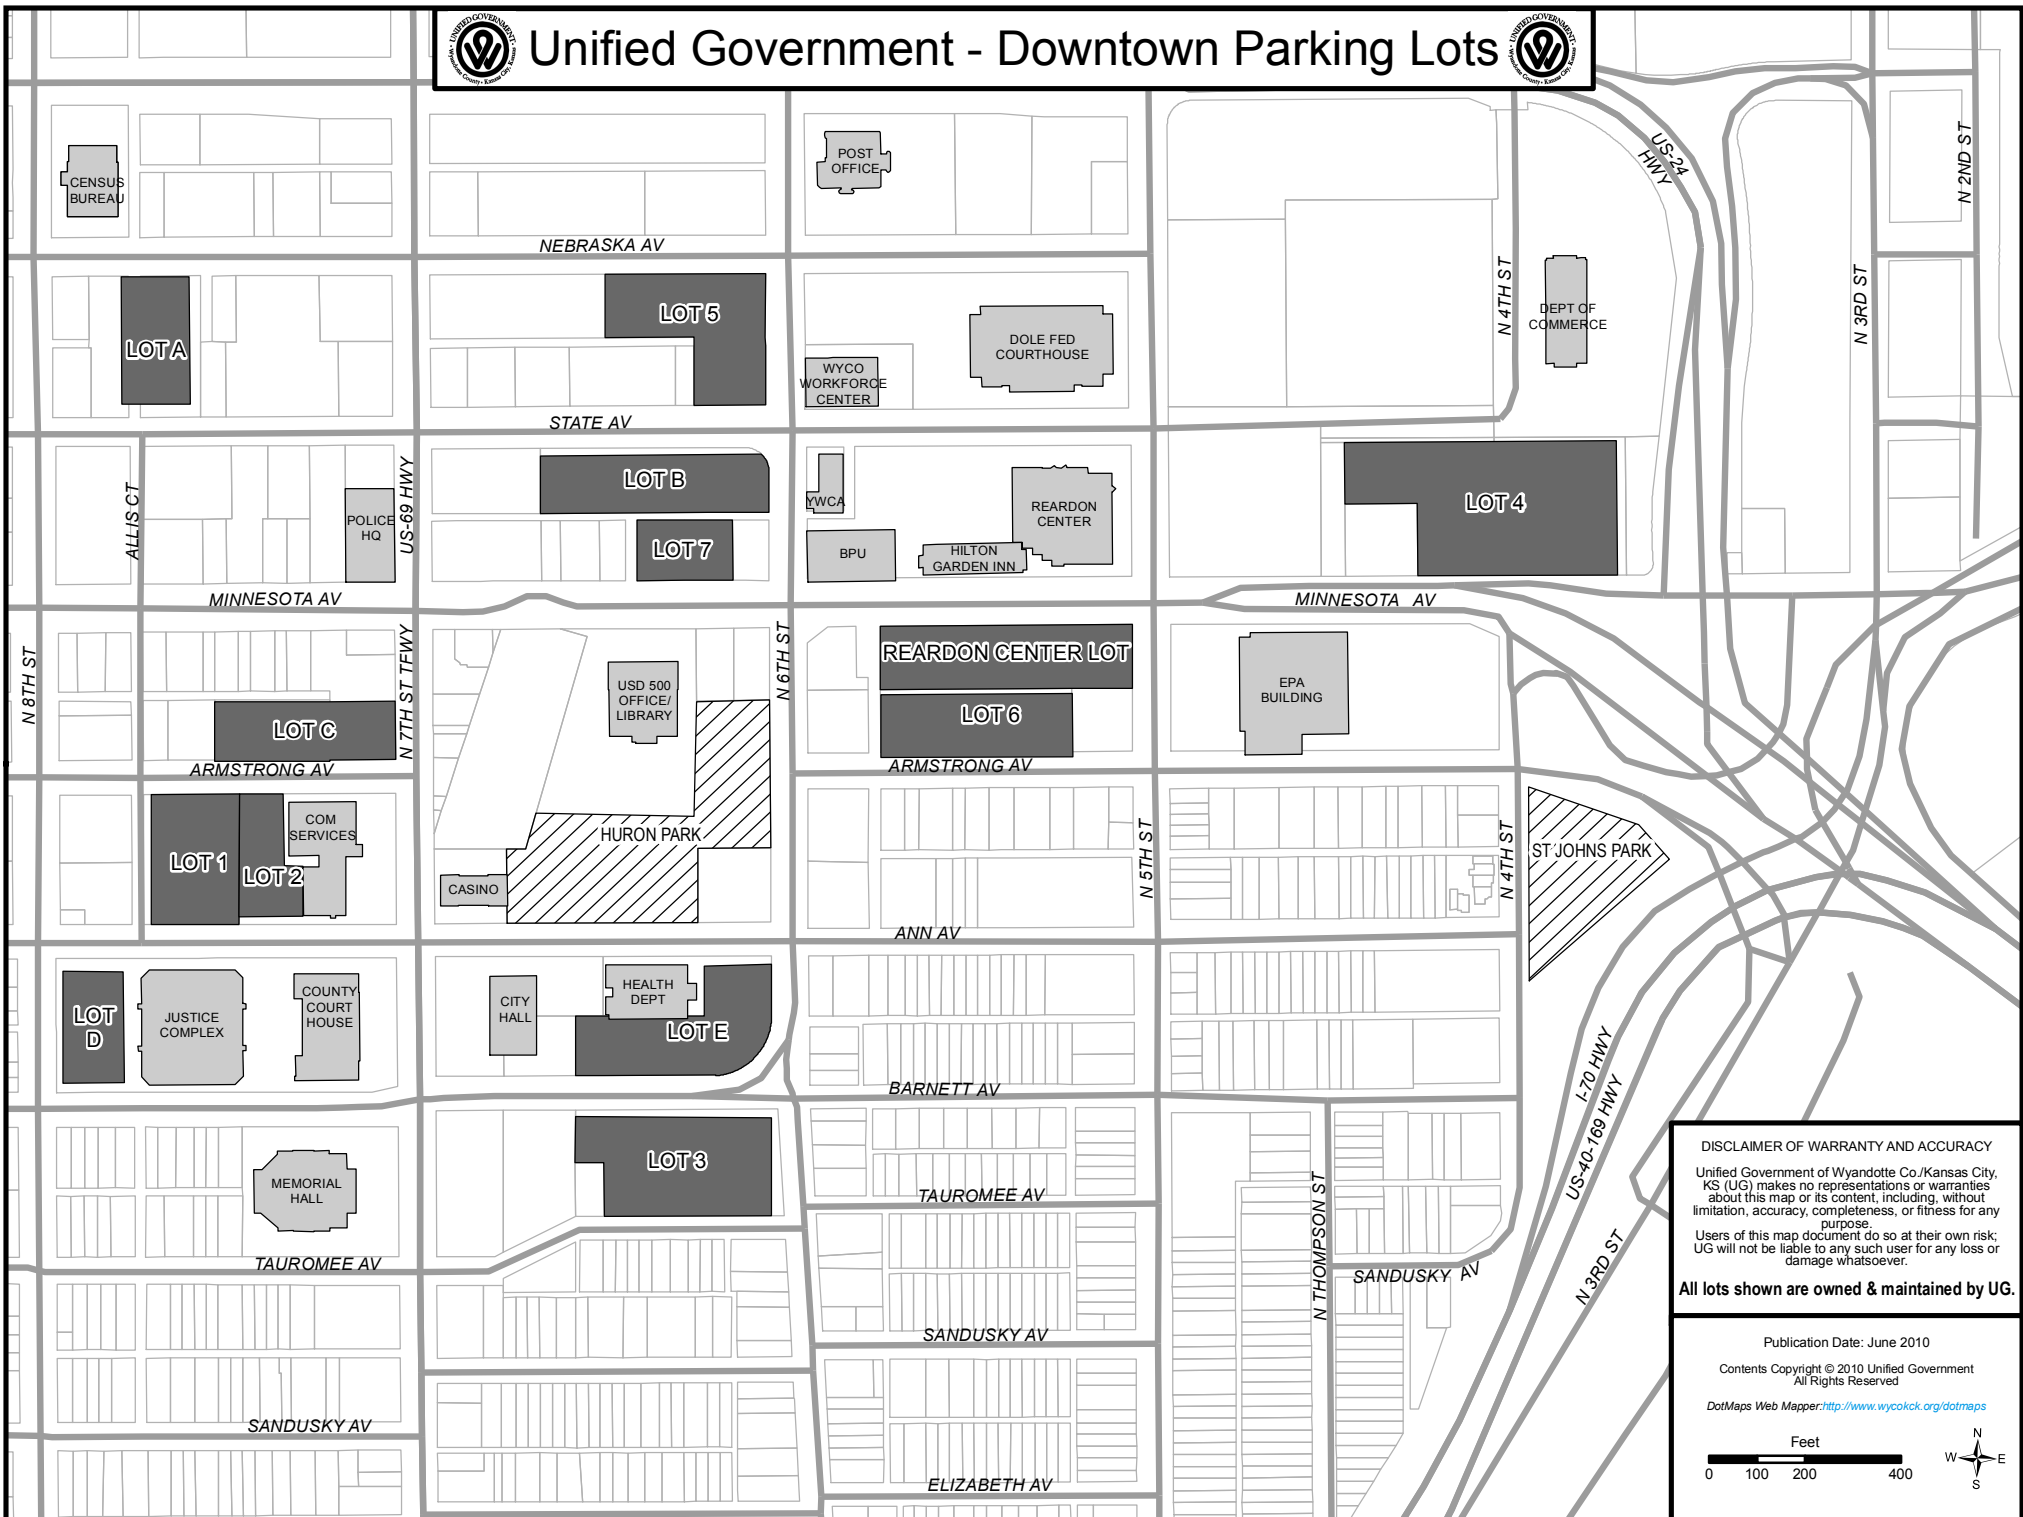 Unified Government - Downtown Parking Lots
US-24
HWY
N 2ND ST
POST
OFFICE
CENSUS
BUREAU
NEBRASKA AV
N 4TH ST
N 3RD ST
LOT A
LOT 5
DOLE FED
COURTHOUSE
DEPT OF
COMMERCE
WYCO
WORKFORCE
CENTER
STATE AV
ALLIS CT
POLICE
HQ
US-69 HWY
LOT B
LOT 7
YWCA
BPU
HILTON
GARDEN INN
REARDON
CENTER
LOT 4
MINNESOTA AV
MINNESOTA AV
N 8TH ST
N 7TH ST TFWY
N 6TH ST
USD 500
OFFICE/
LIBRARY
REARDON CENTER LOT
LOT 6
EPA
BUILDING
LOT C
ARMSTRONG AV
ARMSTRONG AV
COM
SERVICES
LOT 1
LOT 2
HURON PARK
CASINO
N 5TH ST
N 4TH ST
ST JOHNS PARK
ANN AV
LOT
D
JUSTICE
COMPLEX
COUNTY
COURT
HOUSE
CITY
HALL
HEALTH
DEPT
LOT E
I-70 HWY
US-40-169 HWY
BARNETT AV
LOT 3
MEMORIAL
HALL
TAUROMEE AV
TAUROMEE AV
N THOMPSON ST
SANDUSKY AV
N 3RD ST
SANDUSKY AV
SANDUSKY AV
ELIZABETH AV
DISCLAIMER OF WARRANTY AND ACCURACY
Unified Government of Wyandotte Co./Kansas City,
KS (UG) makes no representations or warranties
about this map or its content, including, without
limitation, accuracy, completeness, or fitness for any
purpose.
Users of this map document do so at their own risk;
UG will not be liable to any such user for any loss or
damage whatsoever.
All lots shown are owned & maintained by UG.
Publication Date: June 2010
Contents Copyright © 2010 Unified Government
All Rights Reserved
DotMaps Web Mapper:http://www.wycokck.org/dotmaps
Feet
0 100 200 400
N
W E
S